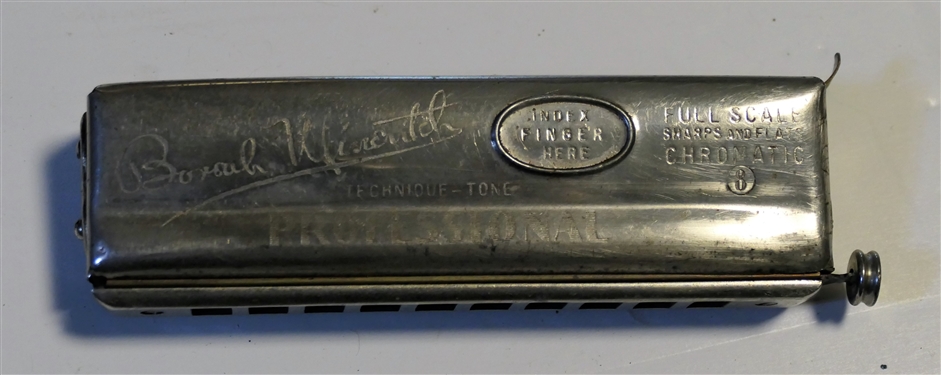 Borrah Minevitch
INDEX
FINGER
HERE
FULL SCALE
SHARPS AND FLATS
CHROMATIC
3
TECHNIQUE-TONE
PROFESSIONAL